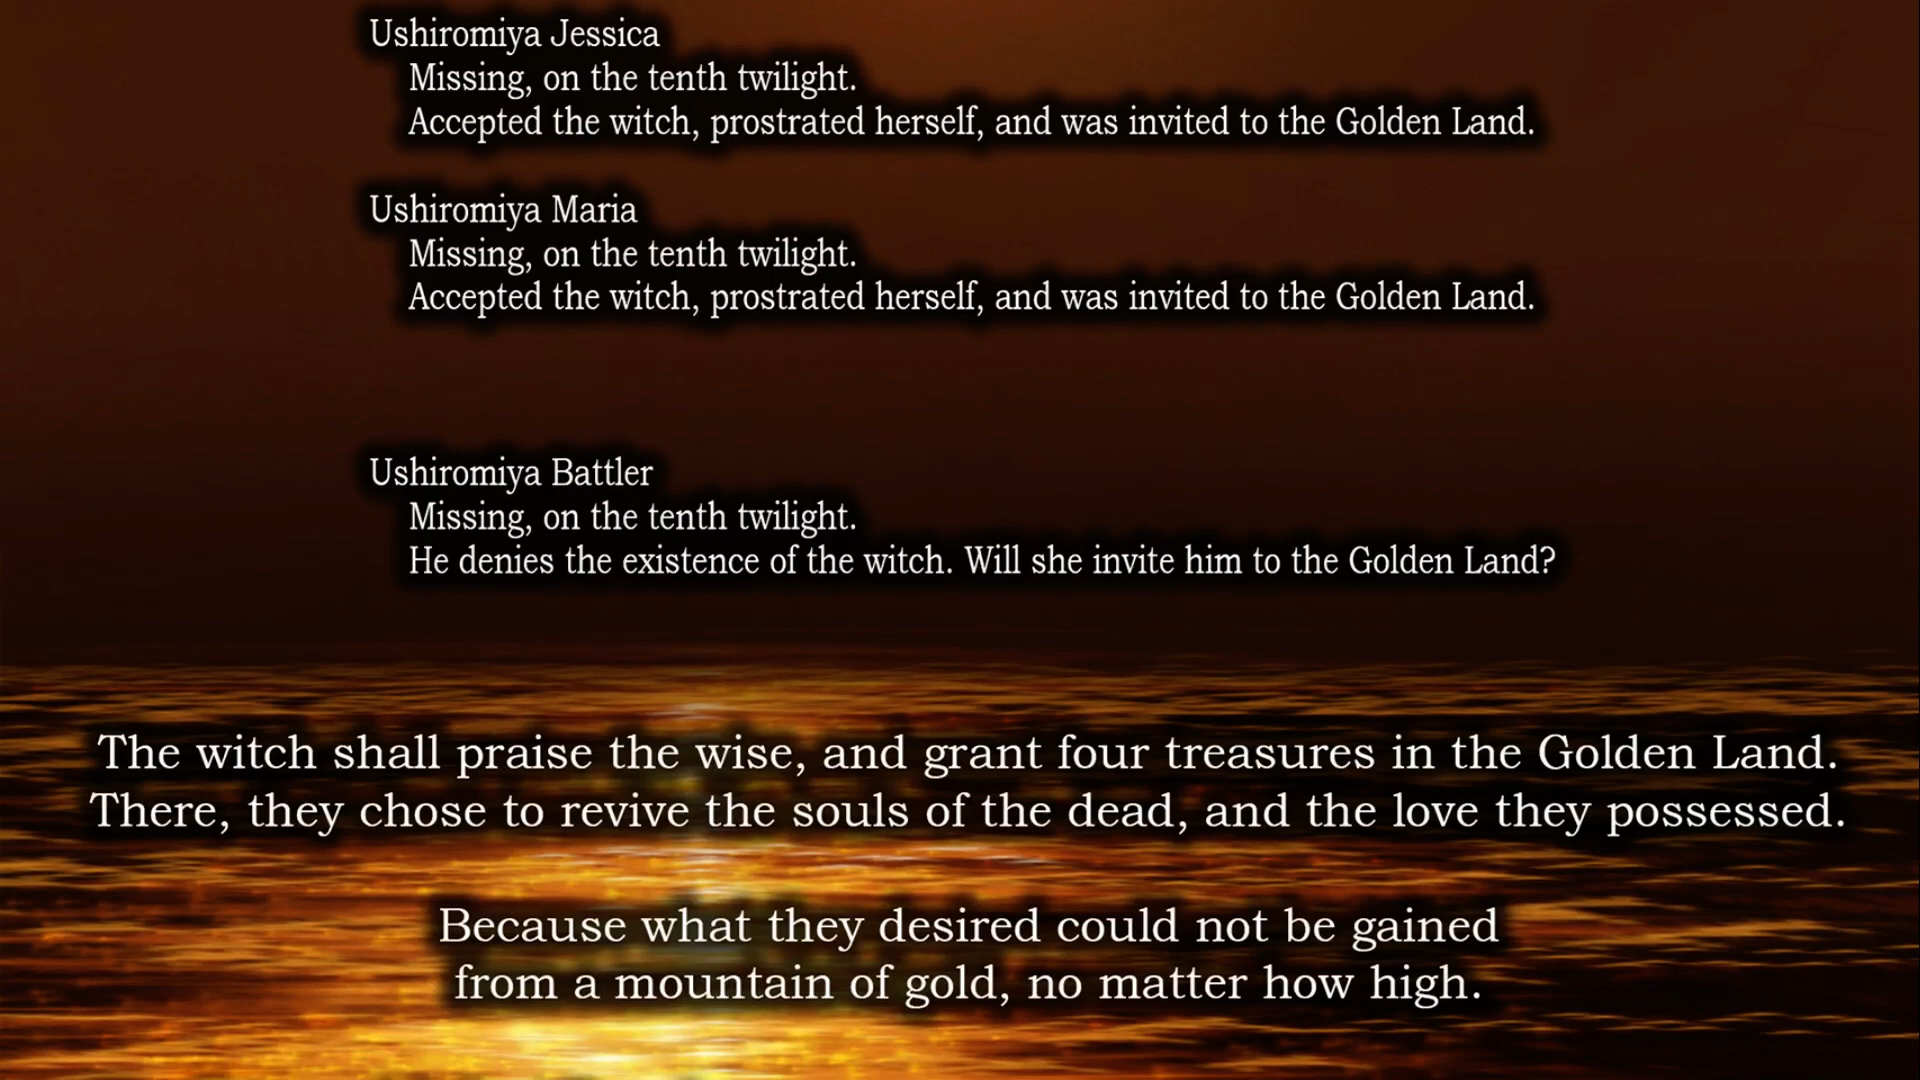 Ushiromiya Jessica
Missing, on the tenth twilight.
Accepted the witch, prostrated herself, and was invited to the Golden Land.
Ushiromiya Maria
Missing, on the tenth twilight.
Accepted the witch, prostrated herself, and was invited to the Golden Land.
Ushiromiya Battler
Missing, on the tenth twilight.
He denies the existence of the witch. Will she invite him to the Golden Land?
The witch shall praise the wise, and grant four treasures in the Golden Land.
There, they chose to revive the souls of the dead, and the love they possessed.
Because what they desired could not be gained
from a mountain of gold, no matter how high.